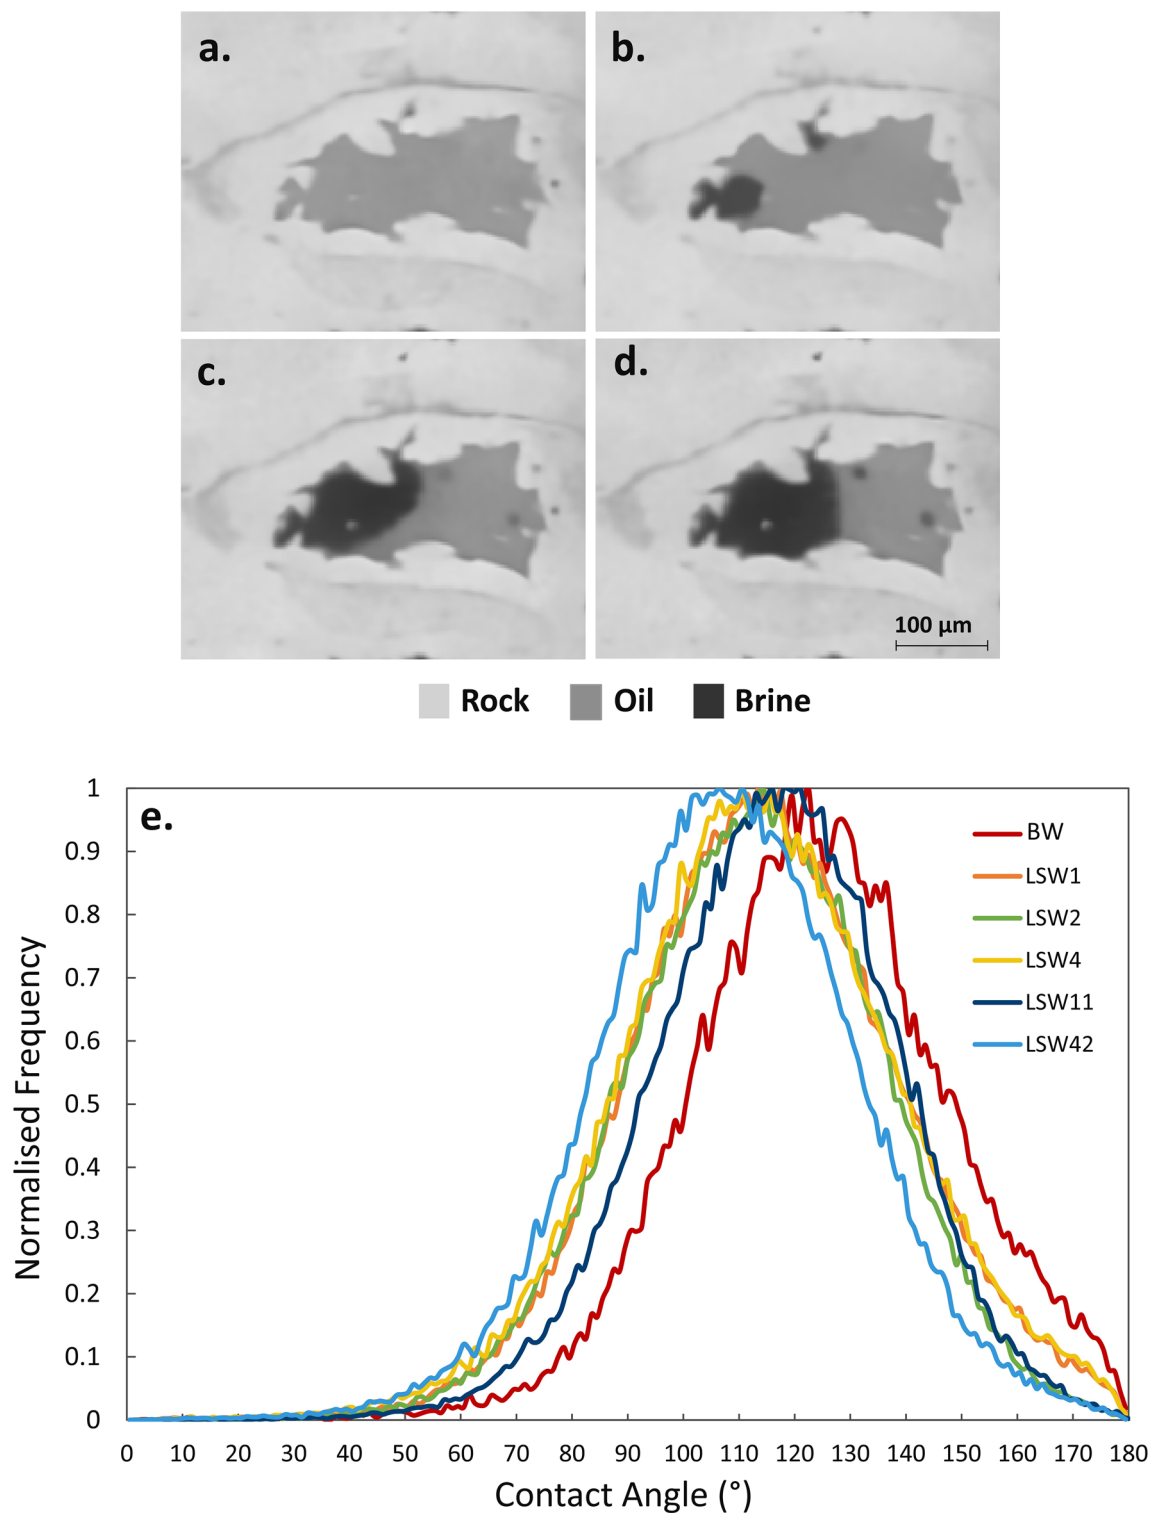 a.
b.
c.
d.
100 µm
Rock
Oil
Brine
e.
1
0.9
0.8
0.7
0.6
0.5
0.4
0.3
0.2
0.1
0
Normalised Frequency
BW
LSW1
LSW2
LSW4
LSW11
LSW42
0 10 20 30 40 50 60 70 80 90 100 110 120 130 140 150 160 170 180
Contact Angle (°)